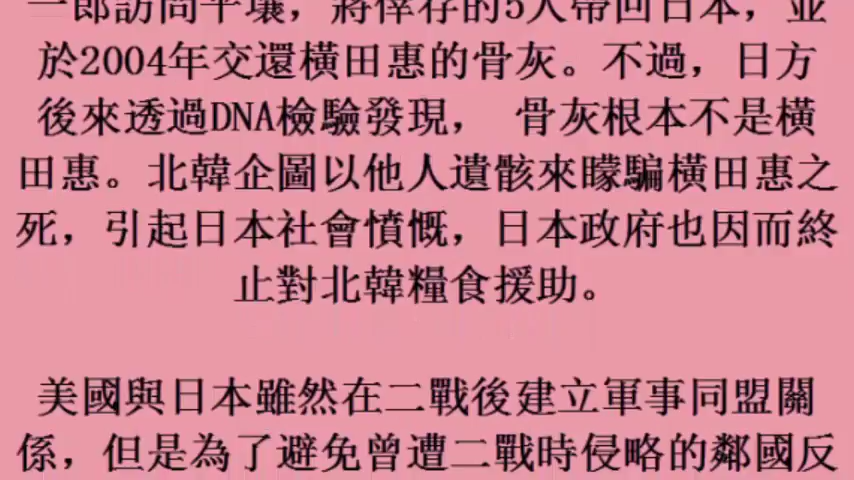 一郎訪問平壤，將倖存的5人帶回日本，並
於2004年交還橫田惠的骨灰。不過，日方
後來透過DNA檢驗發現， 骨灰根本不是橫
田惠。北韓企圖以他人遺骸來矇騙橫田惠之
死，引起日本社會憤慨，日本政府也因而終
止對北韓糧食援助。
美國與日本雖然在二戰後建立軍事同盟關
係，但是為了避免曾遭二戰時侵略的鄰國反